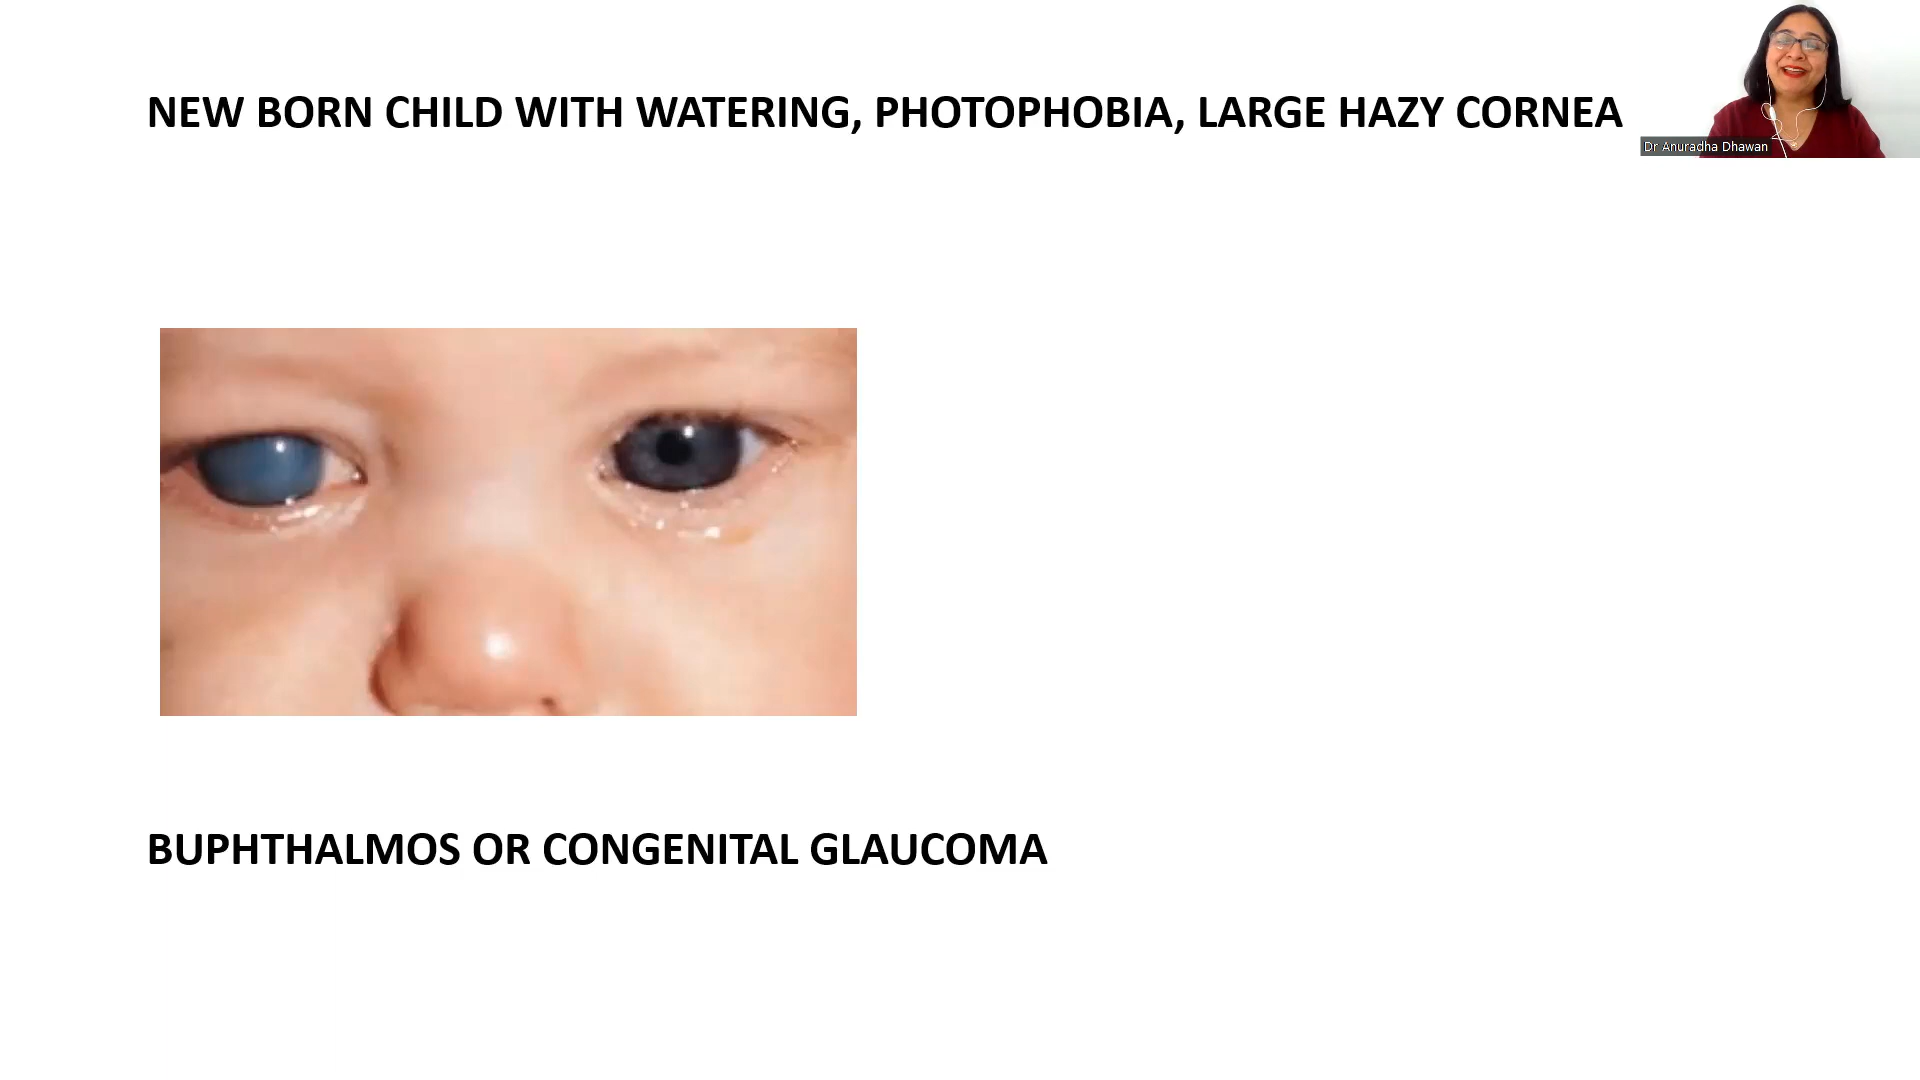 NEW BORN CHILD WITH WATERING, PHOTOPHOBIA, LARGE HAZY CORNEA
Dr Anuradha Dhawan
BUPHTHALMOS OR CONGENITAL GLAUCOMA